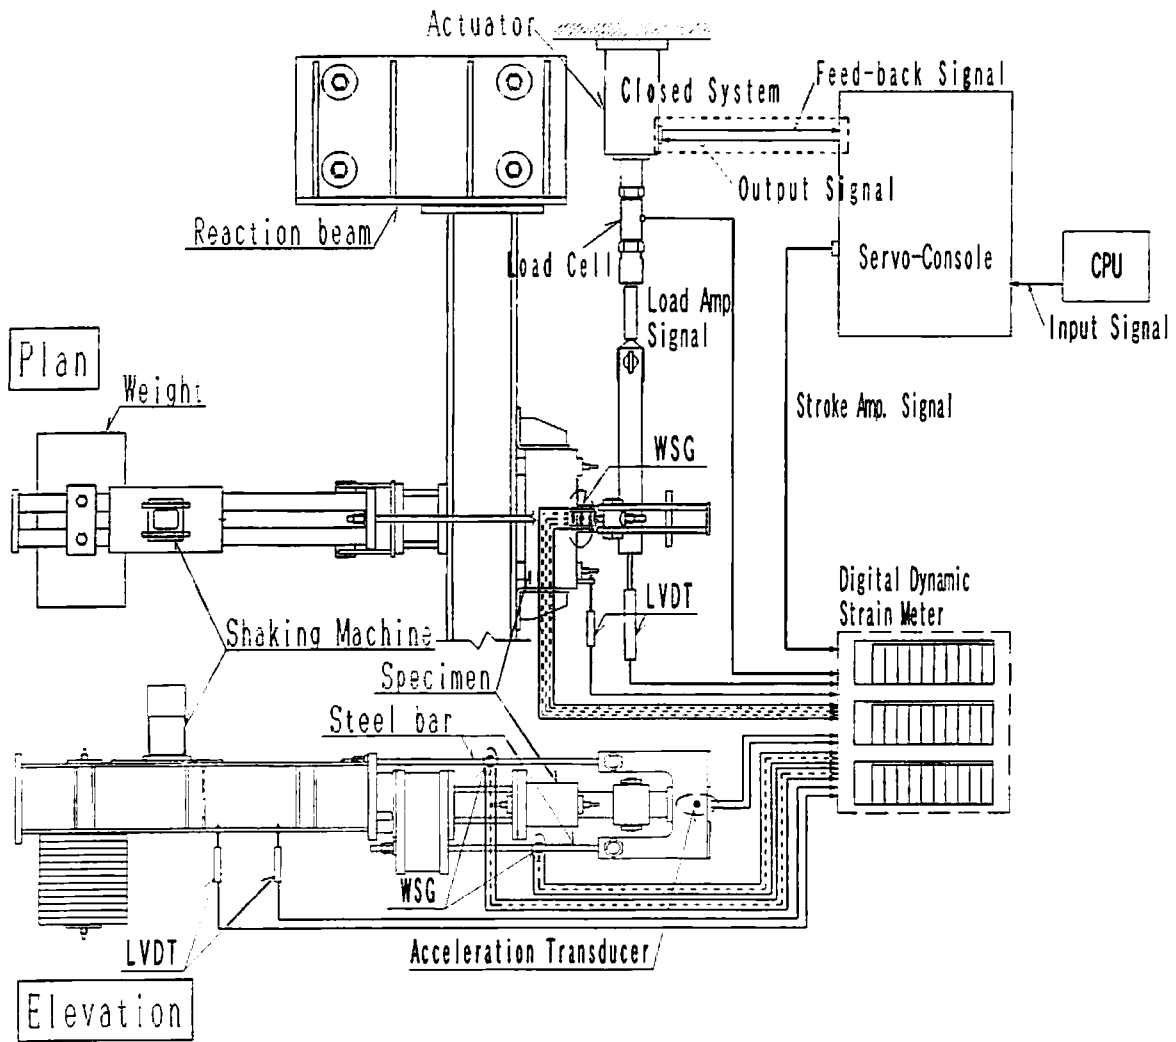 Actuator
Closed System
Feed-back Signal
Output Signal
Reaction beam
Load Cell
Servo-Console
CPU
Load Amp
Signal
Input Signal
Plan
Weight
Stroke Amp. Signal
WSG
Digital Dynamic
Strain Meter
LVDT
Shaking Machine
Specimen
Steel bar
WSG
LVDT
Acceleration Transducer
Elevation